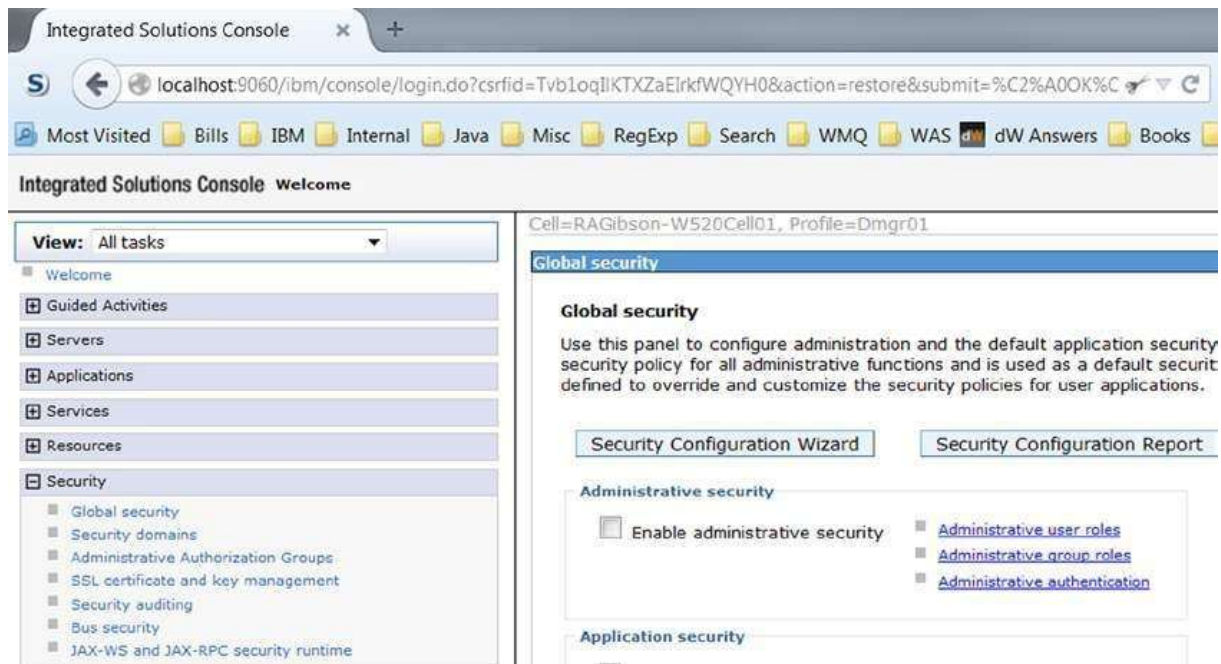 Integrated Solutions Console
localhost:9060/ibm/console/login.do?csrfid=Tvb1oqIlKTXZaElrkfWQYH0&action=restore&submit=%C2%A0OK%C
Most Visited Bills IBM Internal Java Misc RegExp Search WMQ WAS dW dW Answers Books
Integrated Solutions Console Welcome
View: All tasks
Welcome
Guided Activities
Servers
Applications
Services
Resources
Security
Global security
Security domains
Administrative Authorization Groups
SSL certificate and key management
Security auditing
Bus security
JAX-WS and JAX-RPC security runtime
Cell=RAGibson-W520Cell01, Profile=Dmgr01
Global security
Global security
Use this panel to configure administration and the default application security
security policy for all administrative functions and is used as a default securit
defined to override and customize the security policies for user applications.
Security Configuration Wizard Security Configuration Report
Administrative security
Enable administrative security
Administrative user roles
Administrative group roles
Administrative authentication
Application security